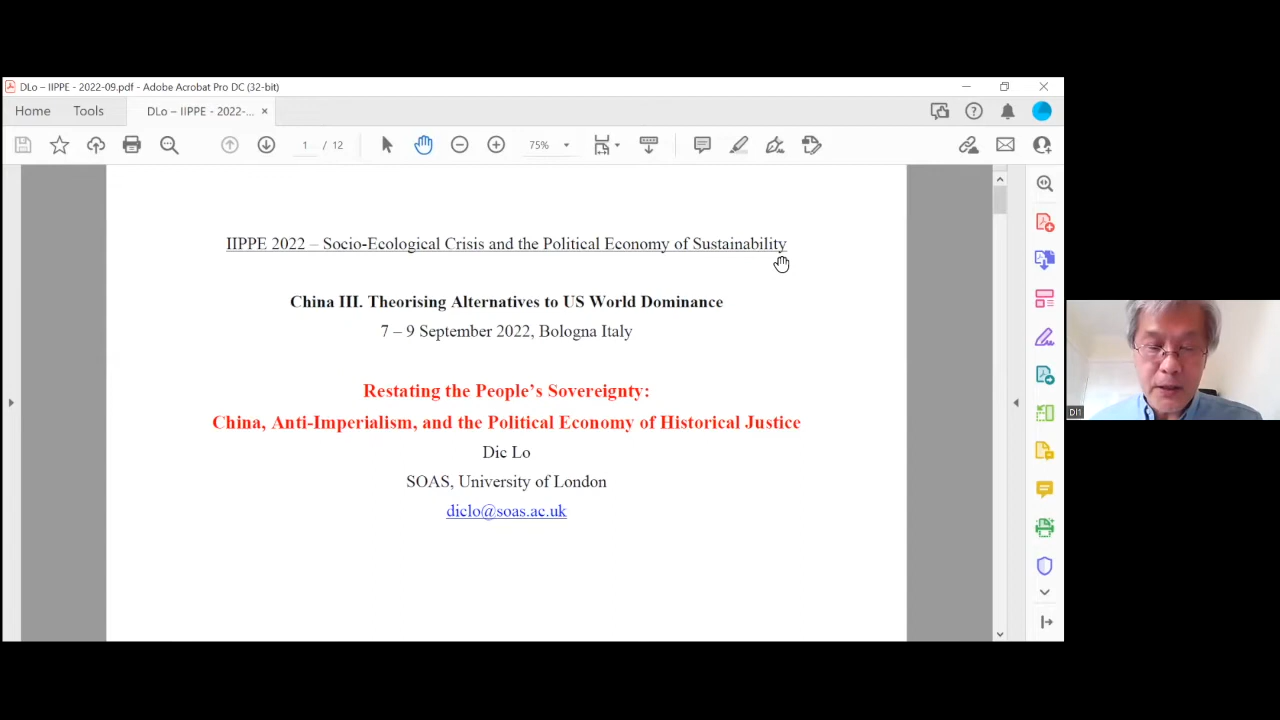 DLo – IIPPE - 2022-09.pdf - Adobe Acrobat Pro DC (32-bit)
Home Tools DLo – IIPPE - 2022-... ×
1 / 12 75%
IIPPE 2022 – Socio-Ecological Crisis and the Political Economy of Sustainability
China III. Theorising Alternatives to US World Dominance
7 – 9 September 2022, Bologna Italy
Restating the People’s Sovereignty:
China, Anti-Imperialism, and the Political Economy of Historical Justice
Dic Lo
SOAS, University of London
diclo@soas.ac.uk